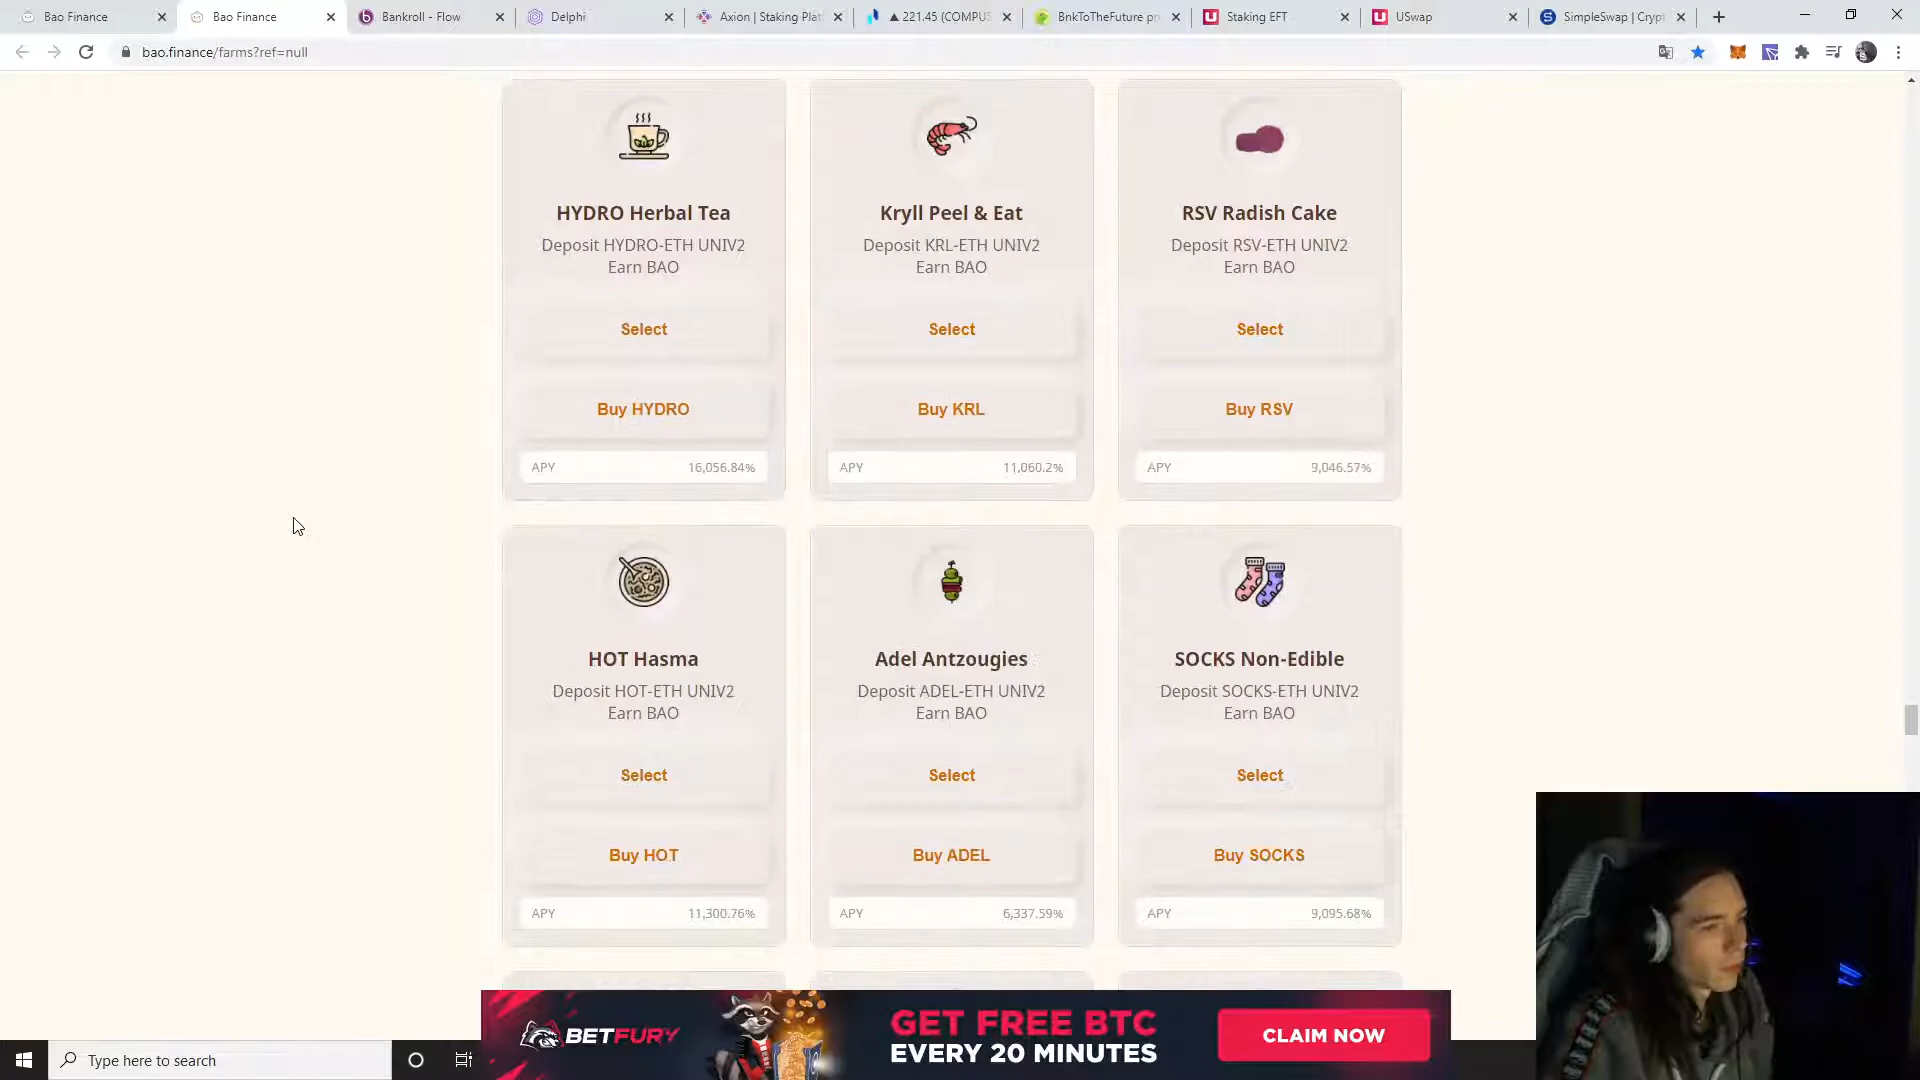 Bao Finance
Bao Finance
Bankroll - Flow
Delphi
Axion | Staking Plat
▲ 221.45 (COMPUS
BnkToTheFuture pr
Staking EFT
USwap
SimpleSwap | Crypt
bao.finance/farms?ref=null
HYDRO Herbal Tea
Deposit HYDRO-ETH UNIV2
Earn BAO
Select
Buy HYDRO
APY 16,056.84%
Kryll Peel & Eat
Deposit KRL-ETH UNIV2
Earn BAO
Select
Buy KRL
APY 11,060.2%
RSV Radish Cake
Deposit RSV-ETH UNIV2
Earn BAO
Select
Buy RSV
APY 9,046.57%
HOT Hasma
Deposit HOT-ETH UNIV2
Earn BAO
Select
Buy HOT
APY 11,300.76%
Adel Antzougies
Deposit ADEL-ETH UNIV2
Earn BAO
Select
Buy ADEL
APY 6,337.59%
SOCKS Non-Edible
Deposit SOCKS-ETH UNIV2
Earn BAO
Select
Buy SOCKS
APY 9,095.68%
BETFURY
GET FREE BTC
EVERY 20 MINUTES
CLAIM NOW
Type here to search